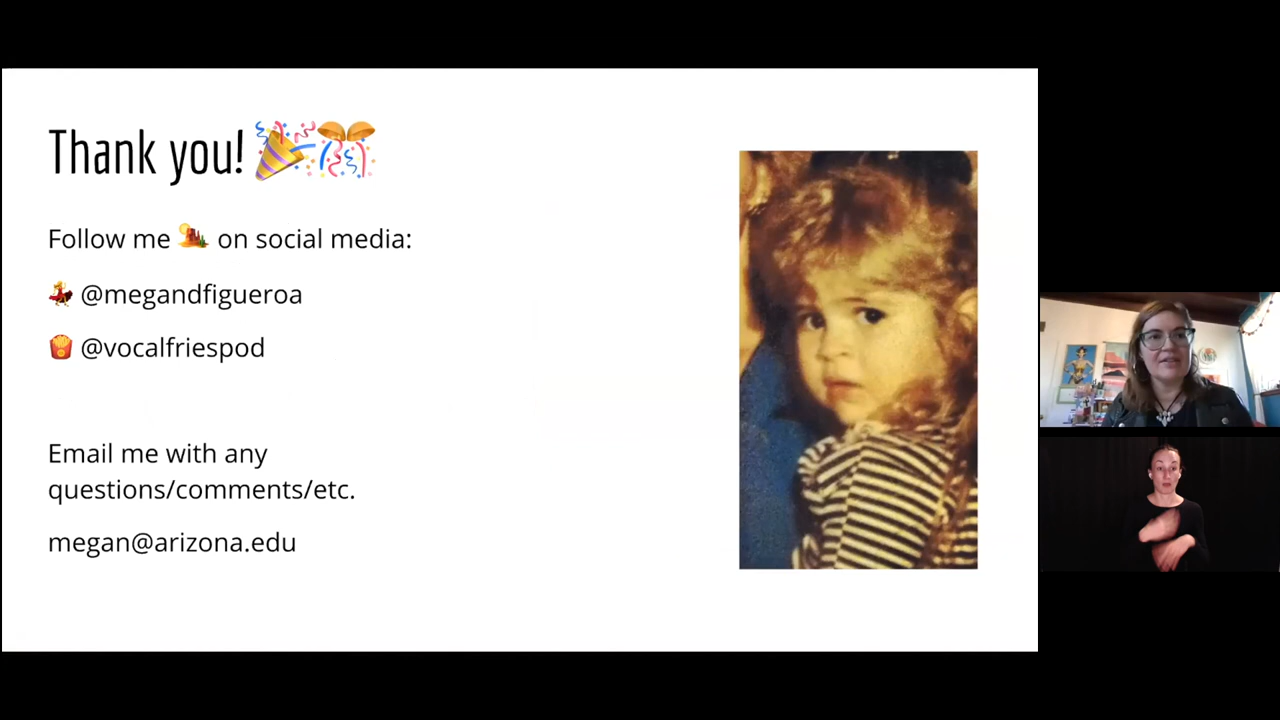 Thank you! 🎉🎊
Follow me 🏜️ on social media:
💃 @megandfigueroa
🍟 @vocalfriespod
Email me with any
questions/comments/etc.
megan@arizona.edu